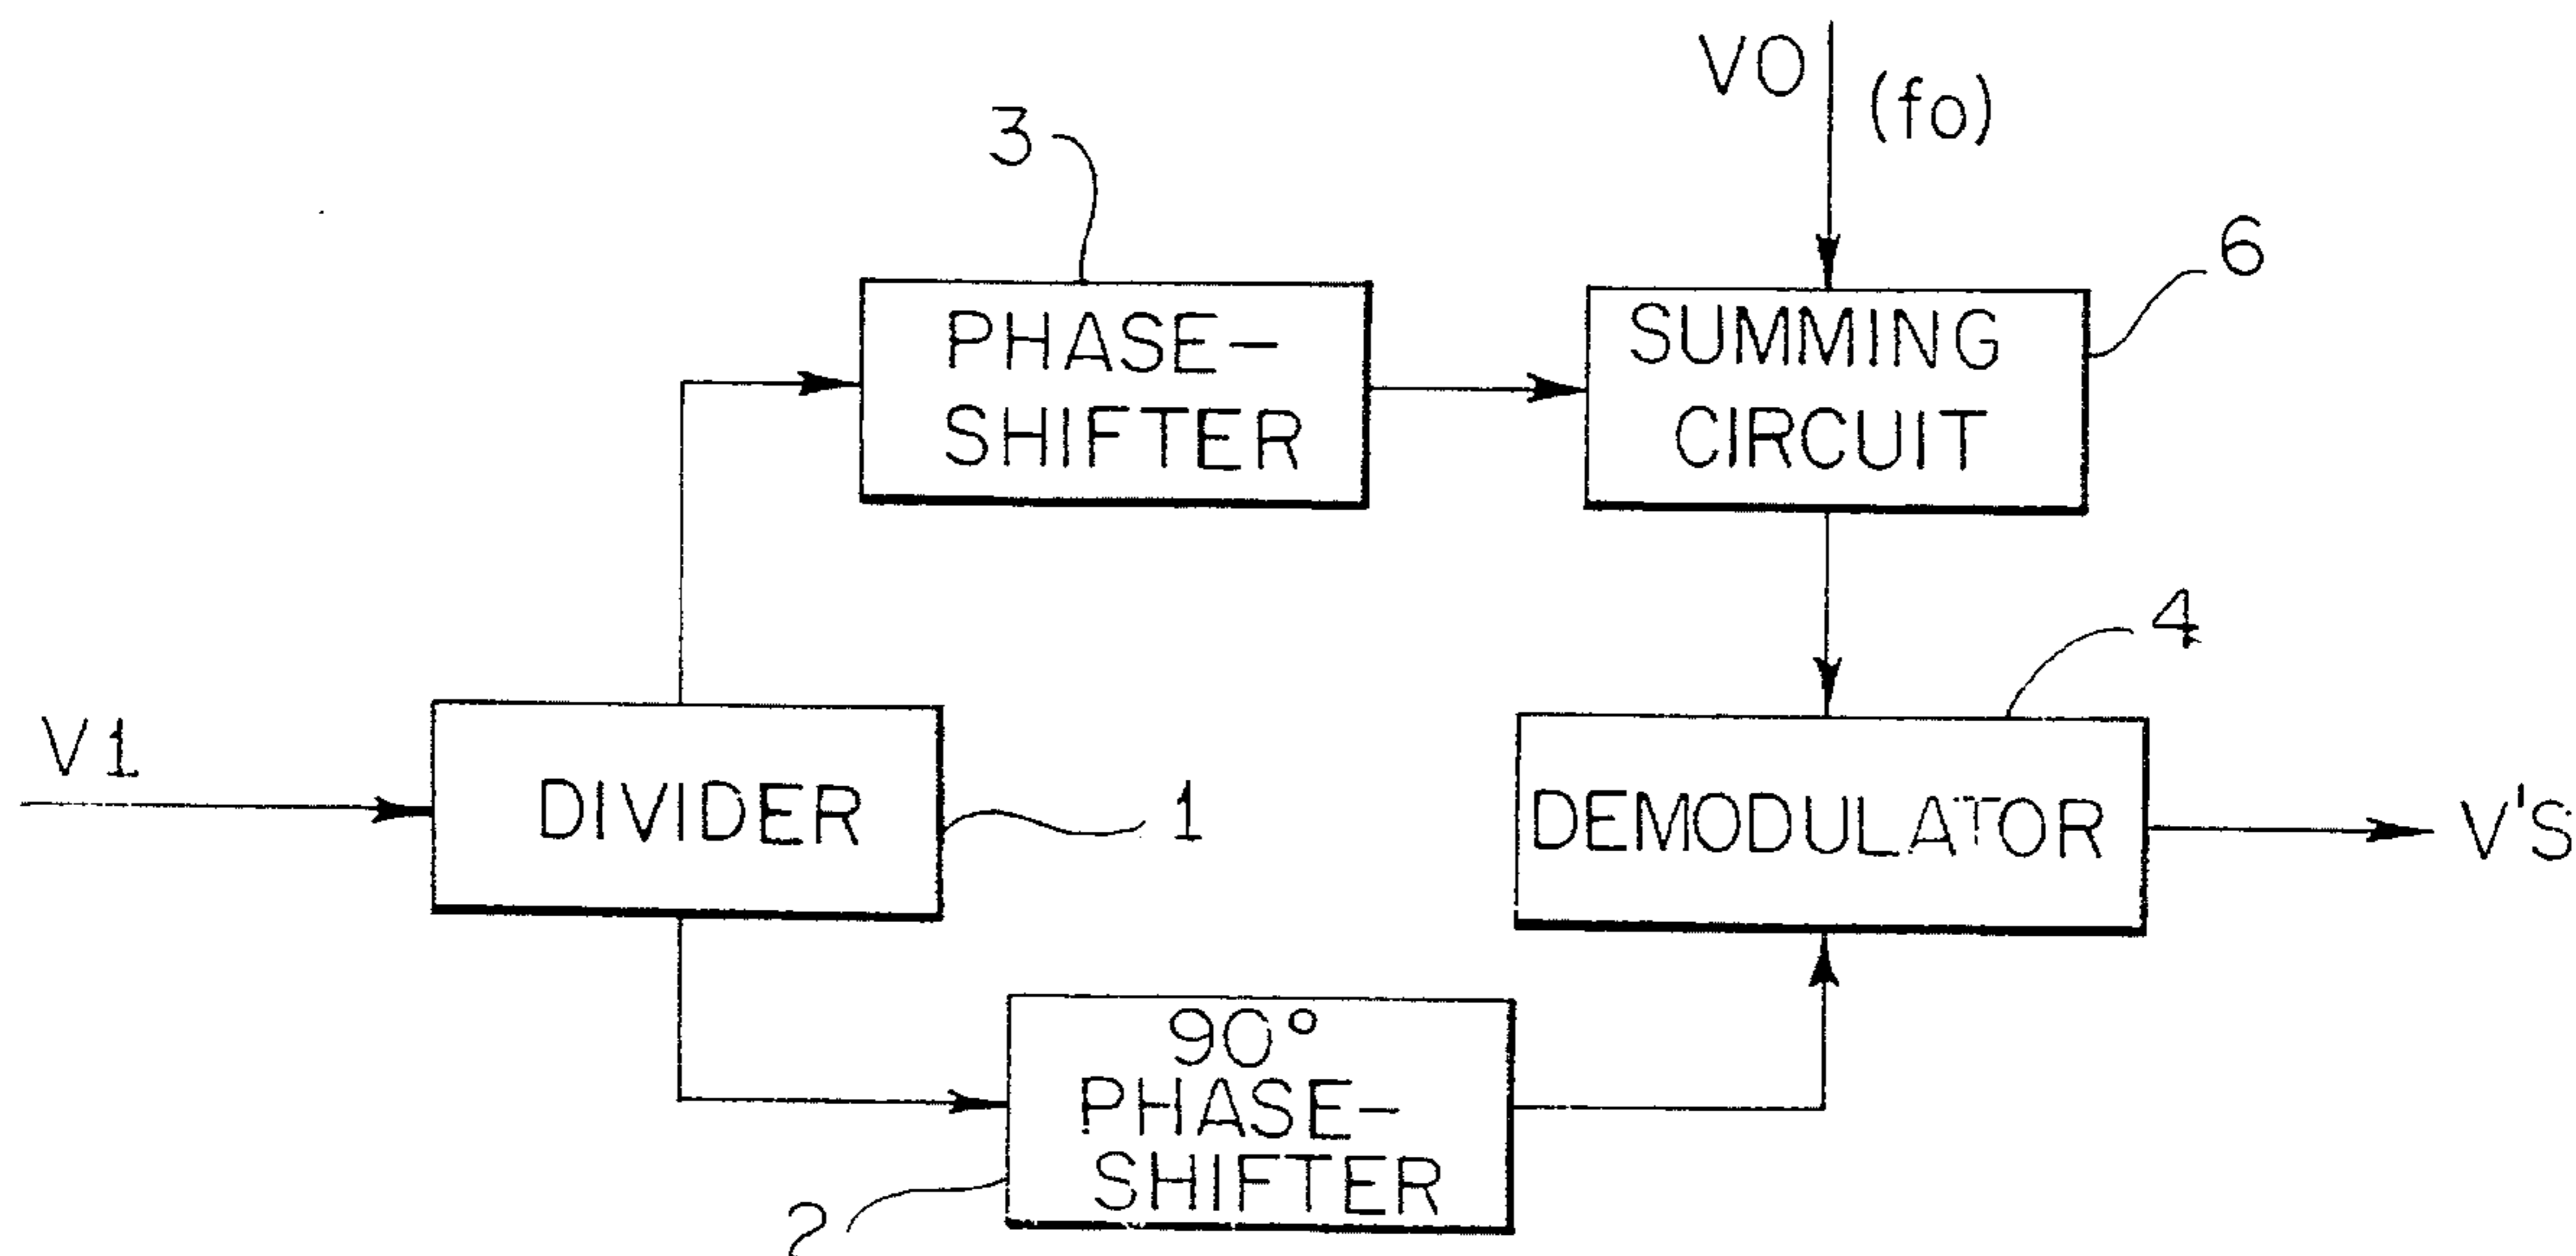 VO
(fo)
3
6
PHASE-
SHIFTER
SUMMING
CIRCUIT
4
V1
DIVIDER
1
DEMODULATOR
V'S
90°
PHASE-
SHIFTER
2